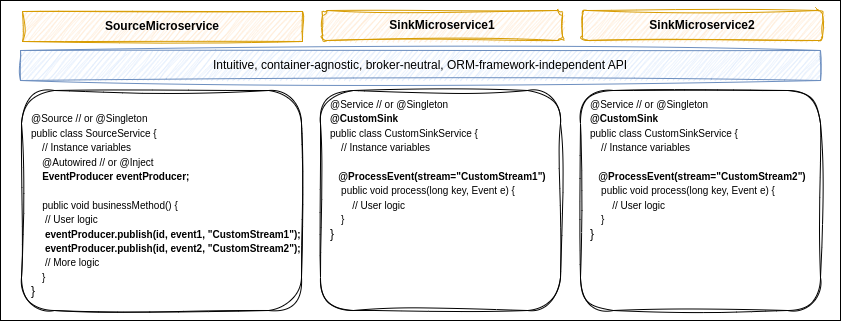 SourceMicroservice
SinkMicroservice1
SinkMicroservice2
Intuitive, container-agnostic, broker-neutral, ORM-framework-independent API
@Source // or @Singleton
public class SourceService {
// Instance variables
@Autowired // or @Inject
EventProducer eventProducer;
public void businessMethod() {
// User logic
eventProducer.publish(id, event1, "CustomStream1");
eventProducer.publish(id, event2, "CustomStream2");
// More logic
}
}
@Service // or @Singleton
@CustomSink
public class CustomSinkService {
// Instance variables
@ProcessEvent(stream="CustomStream1")
public void process(long key, Event e) {
// User logic
}
}
@Service // or @Singleton
@CustomSink
public class CustomSinkService {
// Instance variables
@ProcessEvent(stream="CustomStream2")
public void process(long key, Event e) {
// User logic
}
}